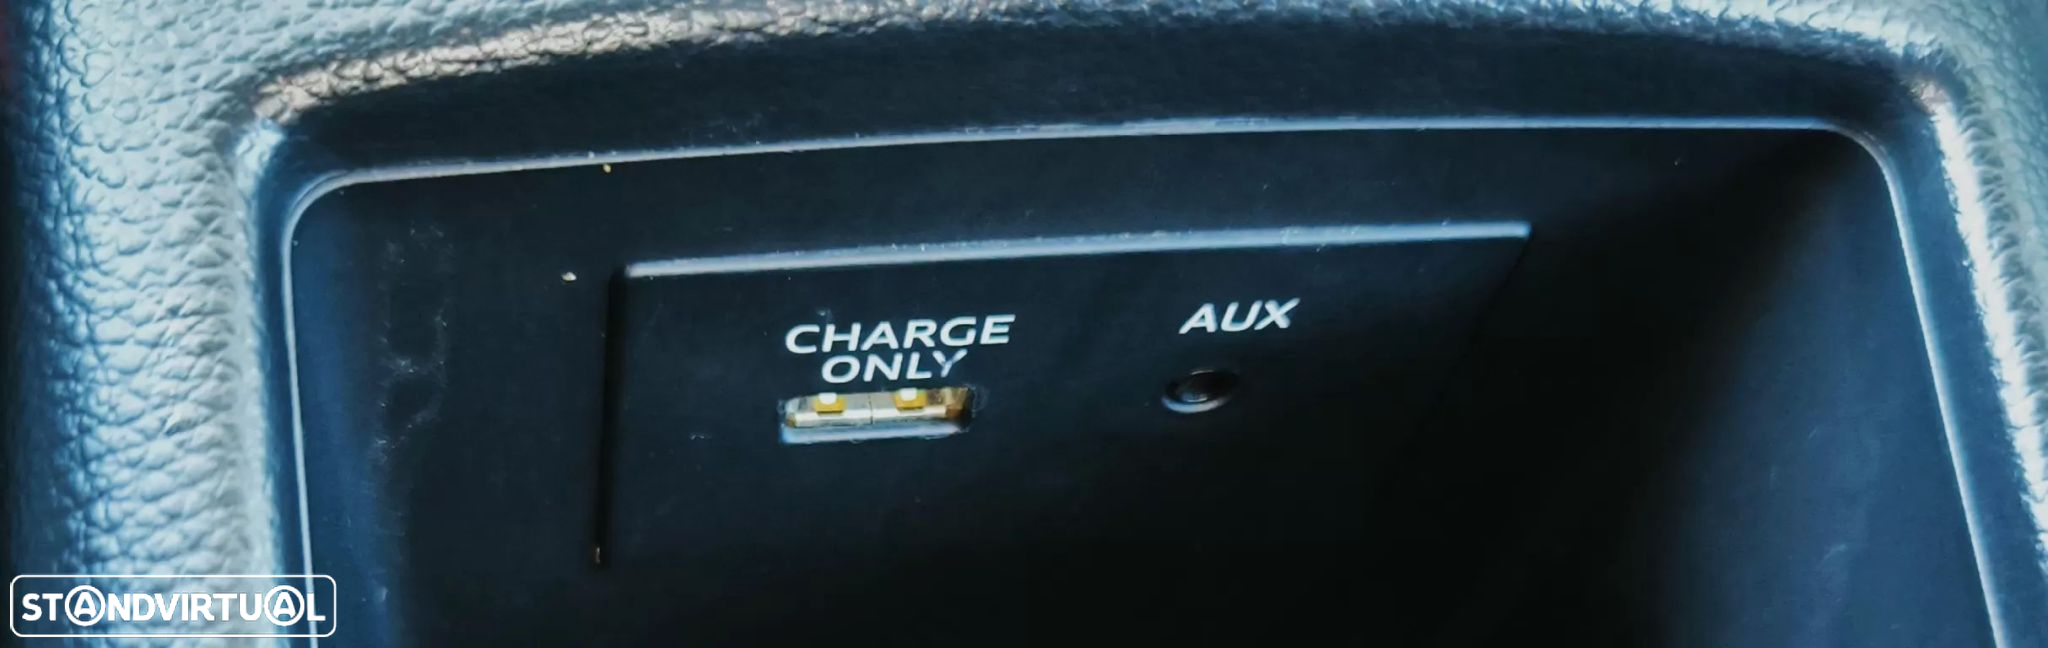 CHARGE
ONLY
AUX
STANDVIRTUAL